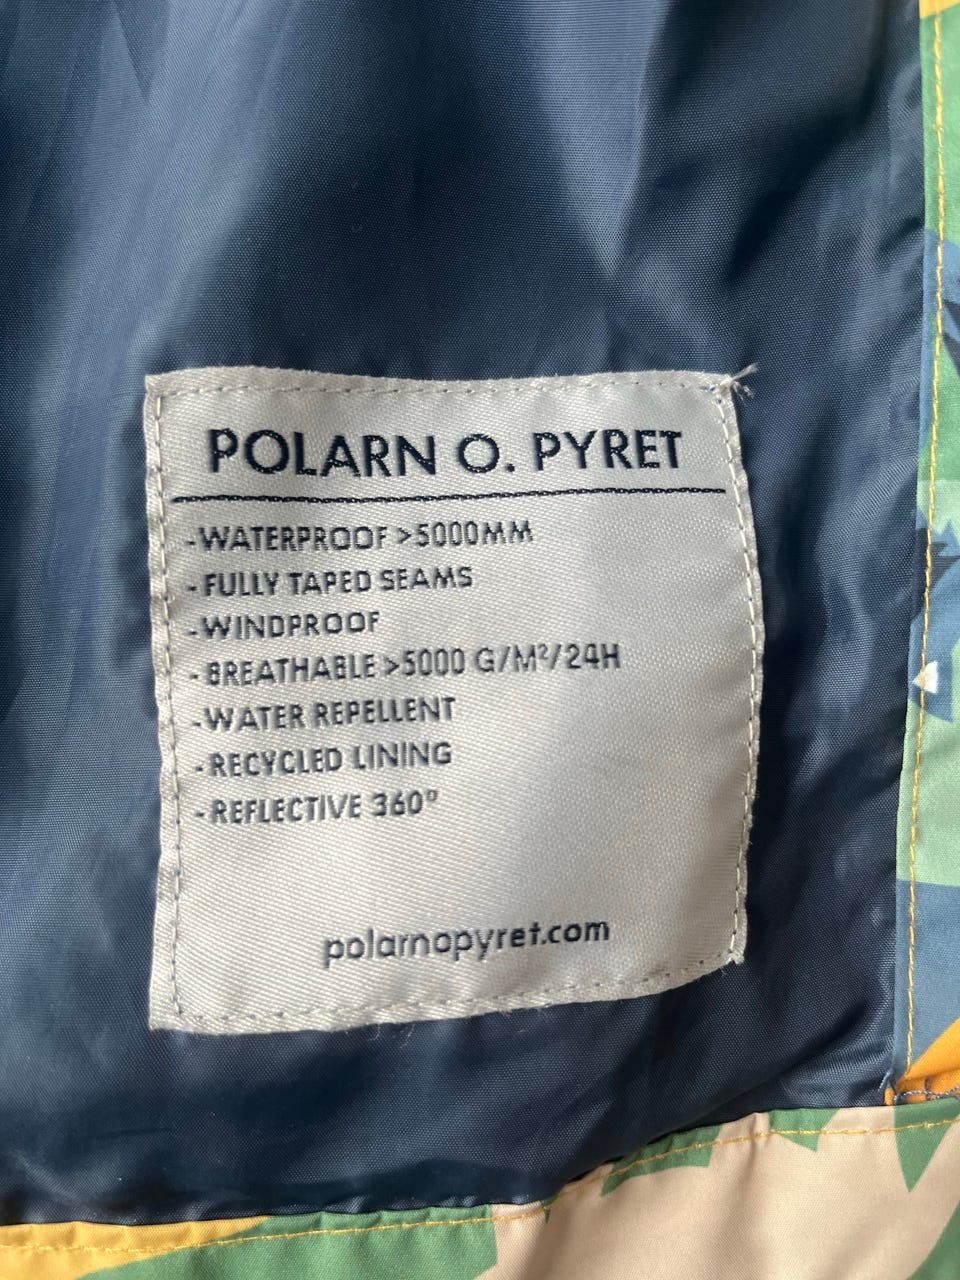 POLARN O. PYRET
-WATERPROOF >5000MM
-FULLY TAPED SEAMS
-WINDPROOF
-BREATHABLE >5000 G/M²/24H
-WATER REPELLENT
-RECYCLED LINING
-REFLECTIVE 360°
polarnopyret.com